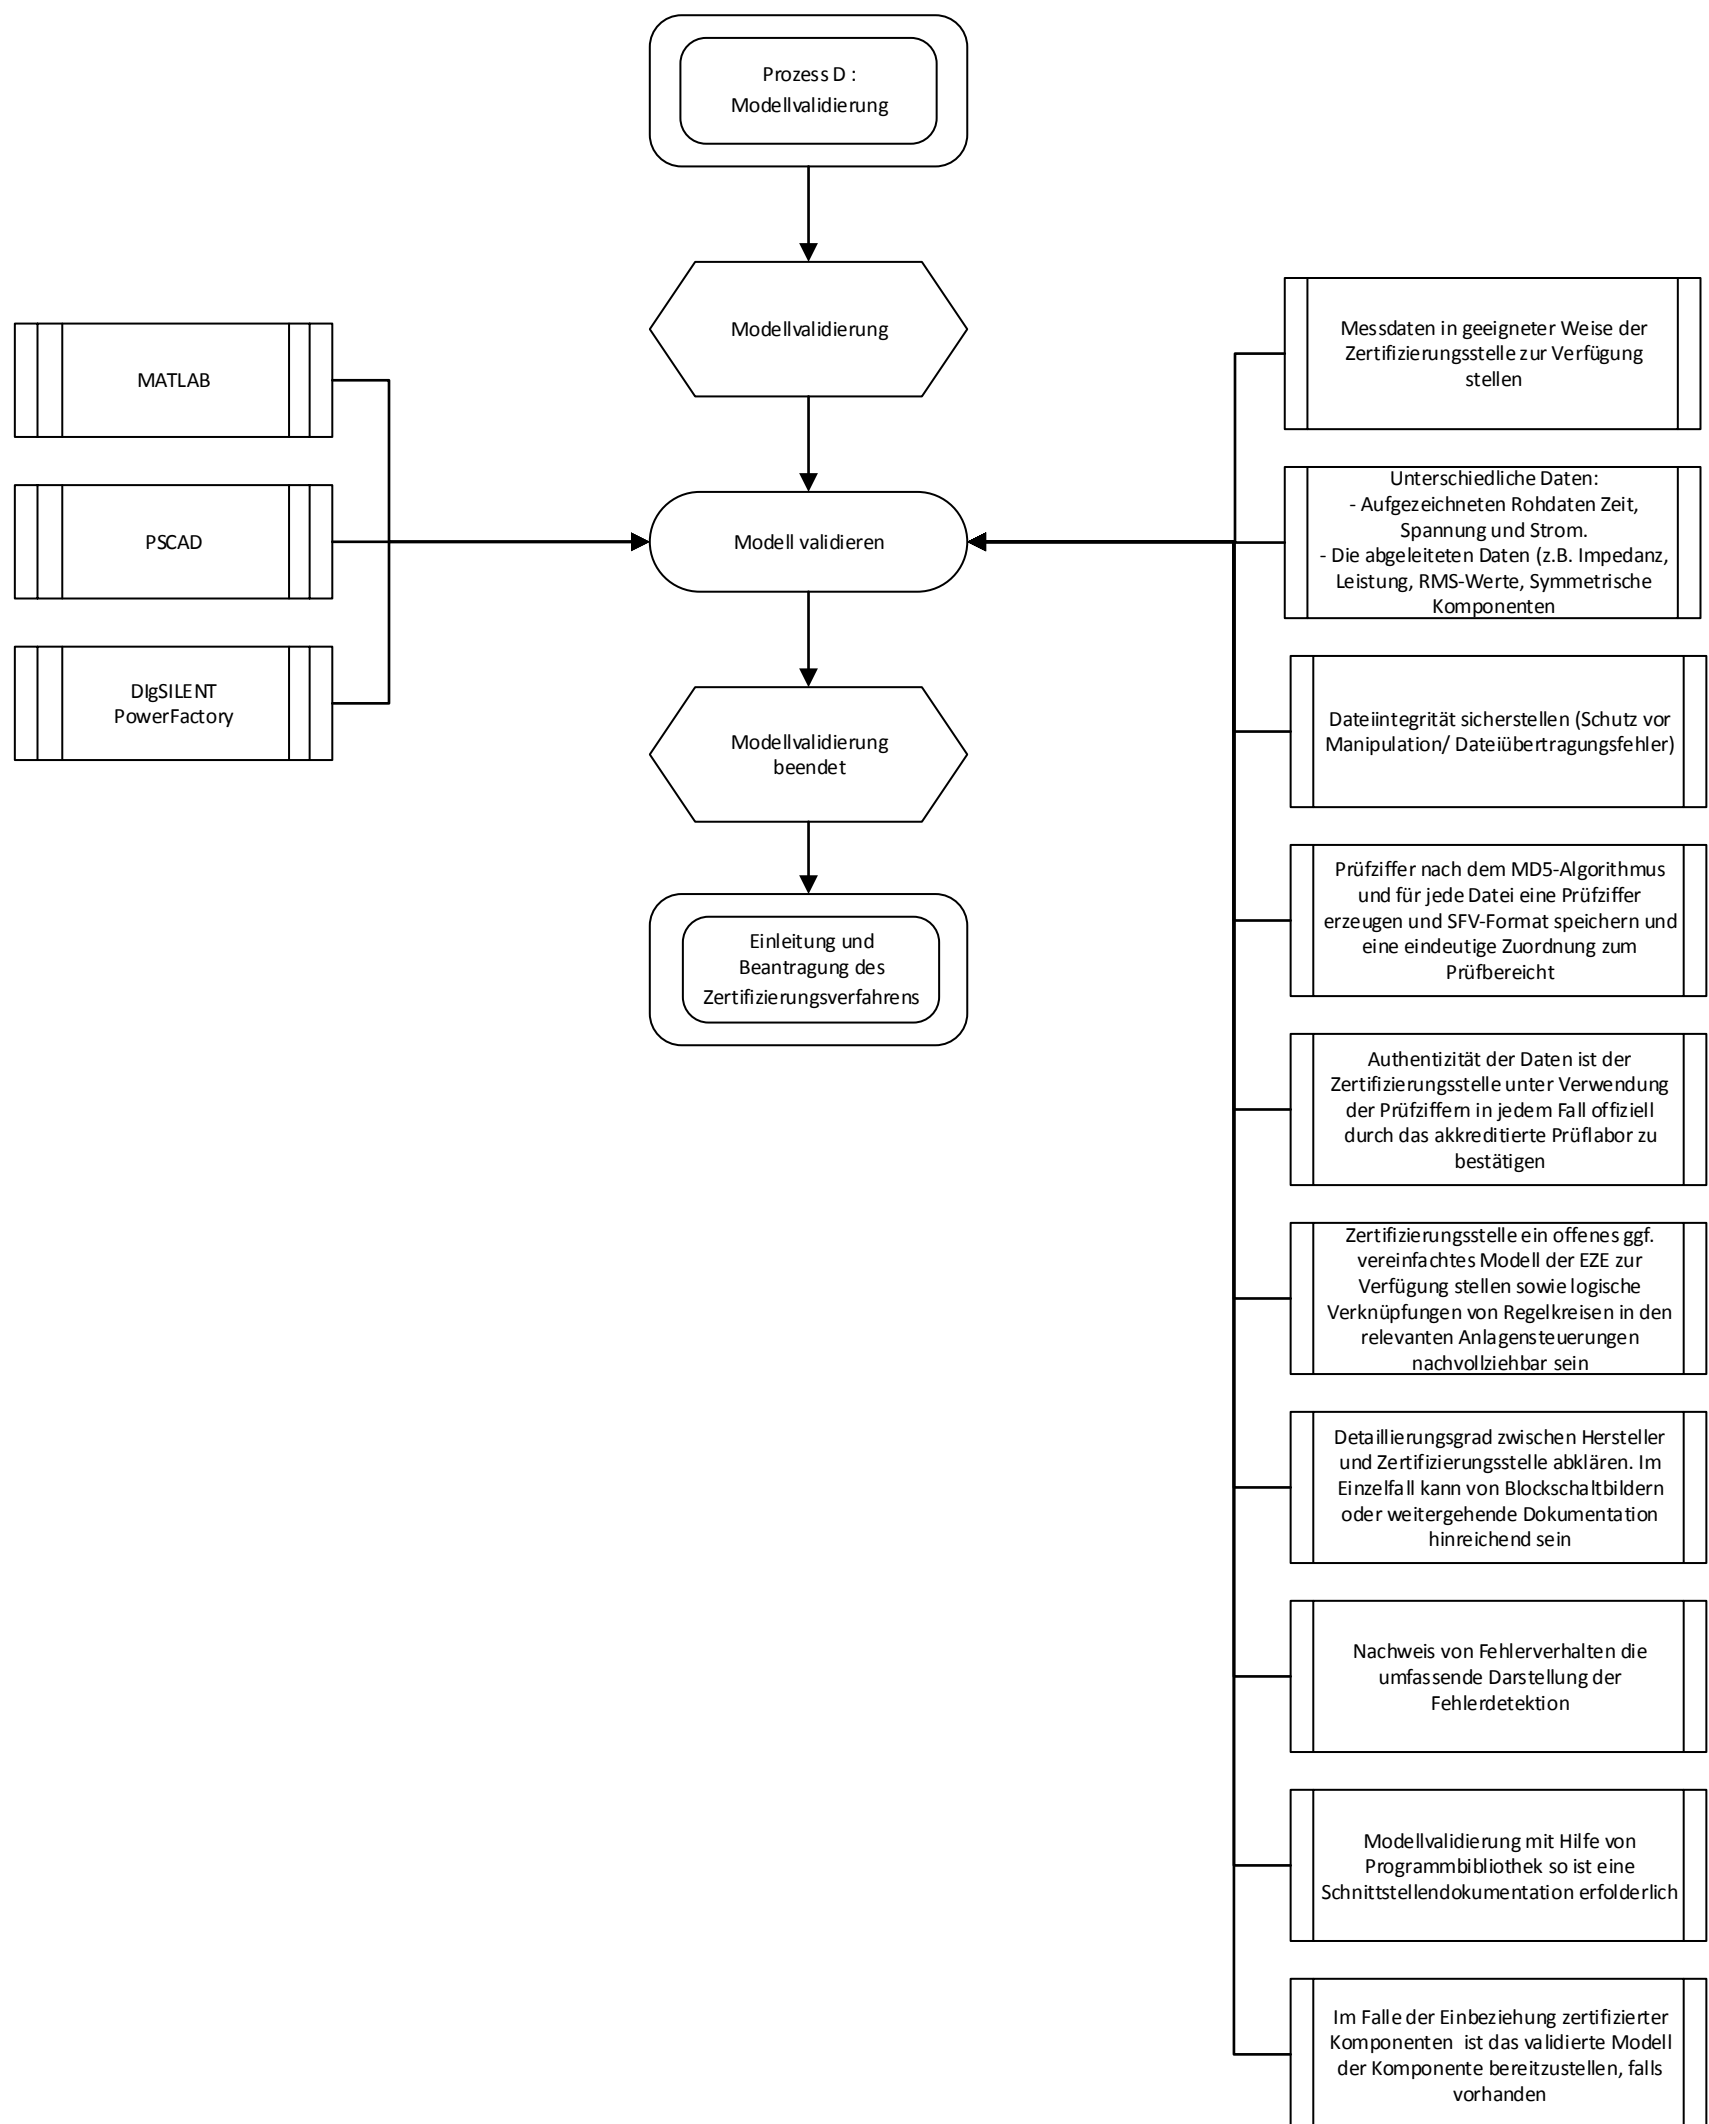 Prozess D :
Modellvalidierung
Modellvalidierung
MATLAB
PSCAD
DIgSILENT
PowerFactory
Modell validieren
Modellvalidierung
beendet
Einleitung und
Beantragung des
Zertifizierungsverfahrens
Messdaten in geeigneter Weise der
Zertifizierungsstelle zur Verfügung
stellen
Unterschiedliche Daten:
- Aufgezeichneten Rohdaten Zeit,
Spannung und Strom.
- Die abgeleiteten Daten (z.B. Impedanz,
Leistung, RMS-Werte, Symmetrische
Komponenten
Dateiintegrität sicherstellen (Schutz vor
Manipulation/ Dateiübertragungsfehler)
Prüfziffer nach dem MD5-Algorithmus
und für jede Datei eine Prüfziffer
erzeugen und SFV-Format speichern und
eine eindeutige Zuordnung zum
Prüfbereicht
Authentizität der Daten ist der
Zertifizierungsstelle unter Verwendung
der Prüfziffern in jedem Fall offiziell
durch das akkreditierte Prüflabor zu
bestätigen
Zertifizierungsstelle ein offenes ggf.
vereinfachtes Modell der EZE zur
Verfügung stellen sowie logische
Verknüpfungen von Regelkreisen in den
relevanten Anlagensteuerungen
nachvollziehbar sein
Detaillierungsgrad zwischen Hersteller
und Zertifizierungsstelle abklären. Im
Einzelfall kann von Blockschaltbildern
oder weitergehende Dokumentation
hinreichend sein
Nachweis von Fehlerverhalten die
umfassende Darstellung der
Fehlerdetektion
Modellvalidierung mit Hilfe von
Programmbibliothek so ist eine
Schnittstellendokumentation erfolderlich
Im Falle der Einbeziehung zertifizierter
Komponenten  ist das validierte Modell
der Komponente bereitzustellen, falls
vorhanden